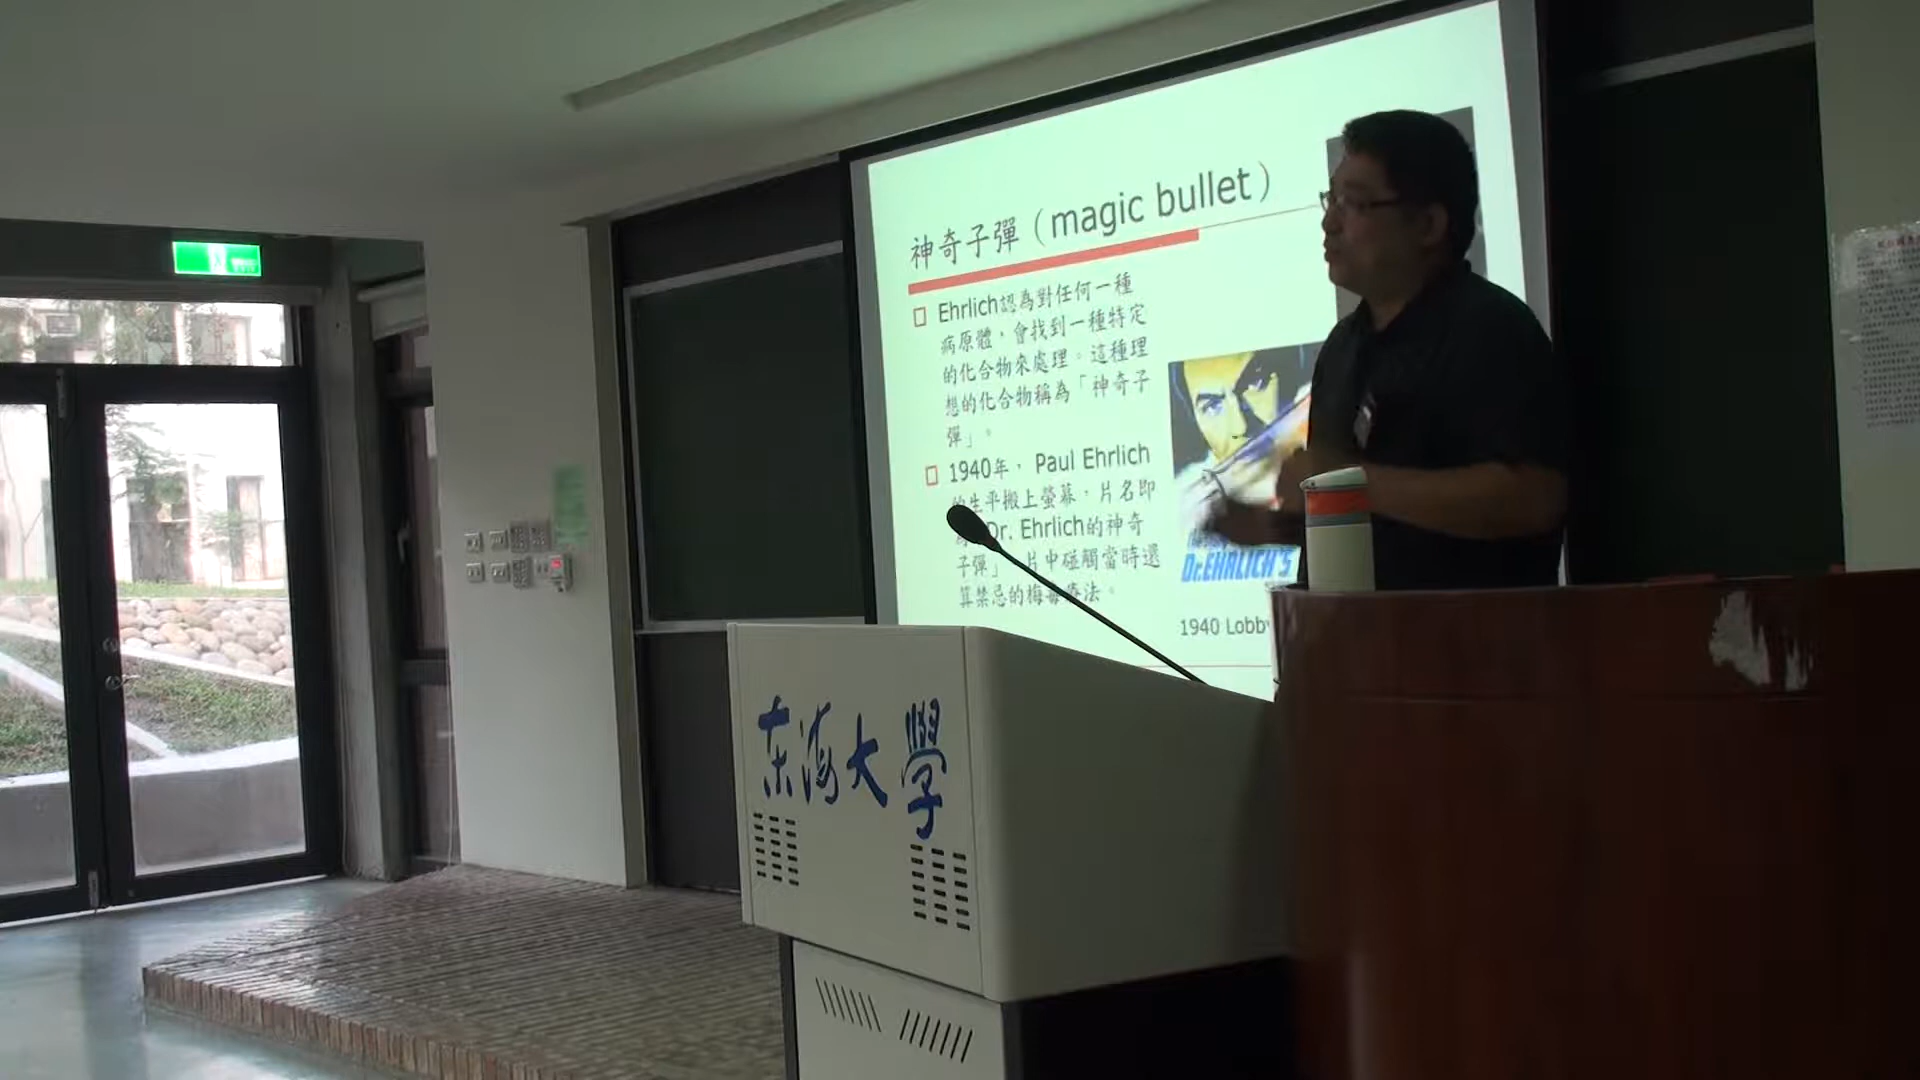 神奇子彈（magic bullet）
Ehrlich認為對任何一種
病原體，會找到一種特定
的化合物來處理。這種理
想的化合物稱為「神奇子
彈」。
1940年， Paul Ehrlich
的生平搬上螢幕，片名即
Dr. Ehrlich的神奇
子彈」 片中碰觸當時還
算禁忌的梅毒療法。
Dr.EHRLICH'S
1940 Lobby
东海大學